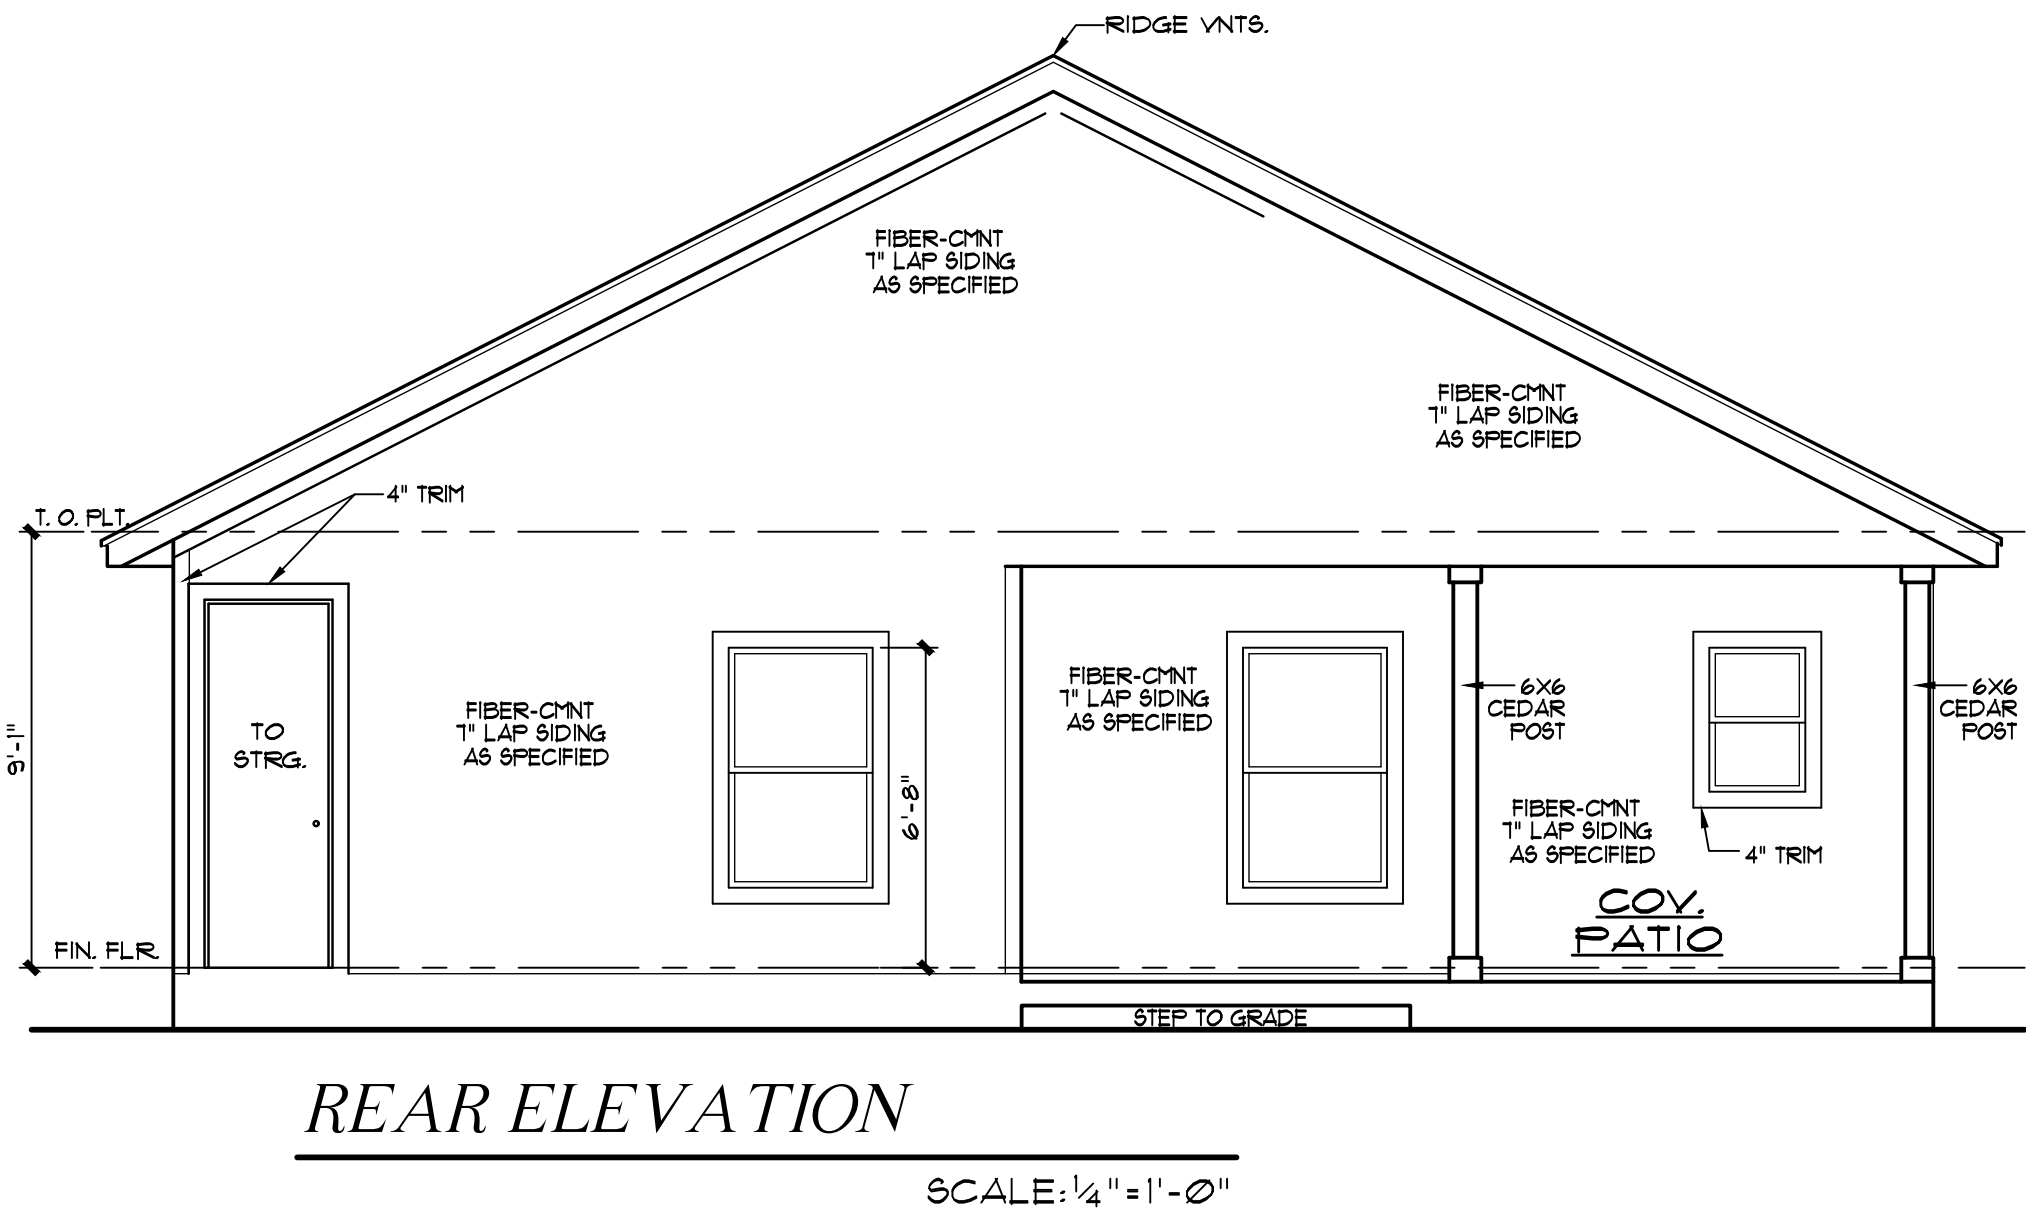 RIDGE VNTS.
FIBER-CMNT
7" LAP SIDING
AS SPECIFIED
FIBER-CMNT
7" LAP SIDING
AS SPECIFIED
4" TRIM
T. O. PLT.
9'-1"
FIN. FLR.
TO
STRG.
FIBER-CMNT
7" LAP SIDING
AS SPECIFIED
6'-8"
FIBER-CMNT
7" LAP SIDING
AS SPECIFIED
6X6
CEDAR
POST
6X6
CEDAR
POST
FIBER-CMNT
7" LAP SIDING
AS SPECIFIED
4" TRIM
COV.
PATIO
STEP TO GRADE
REAR ELEVATION
SCALE: 1/4"=1'-0"